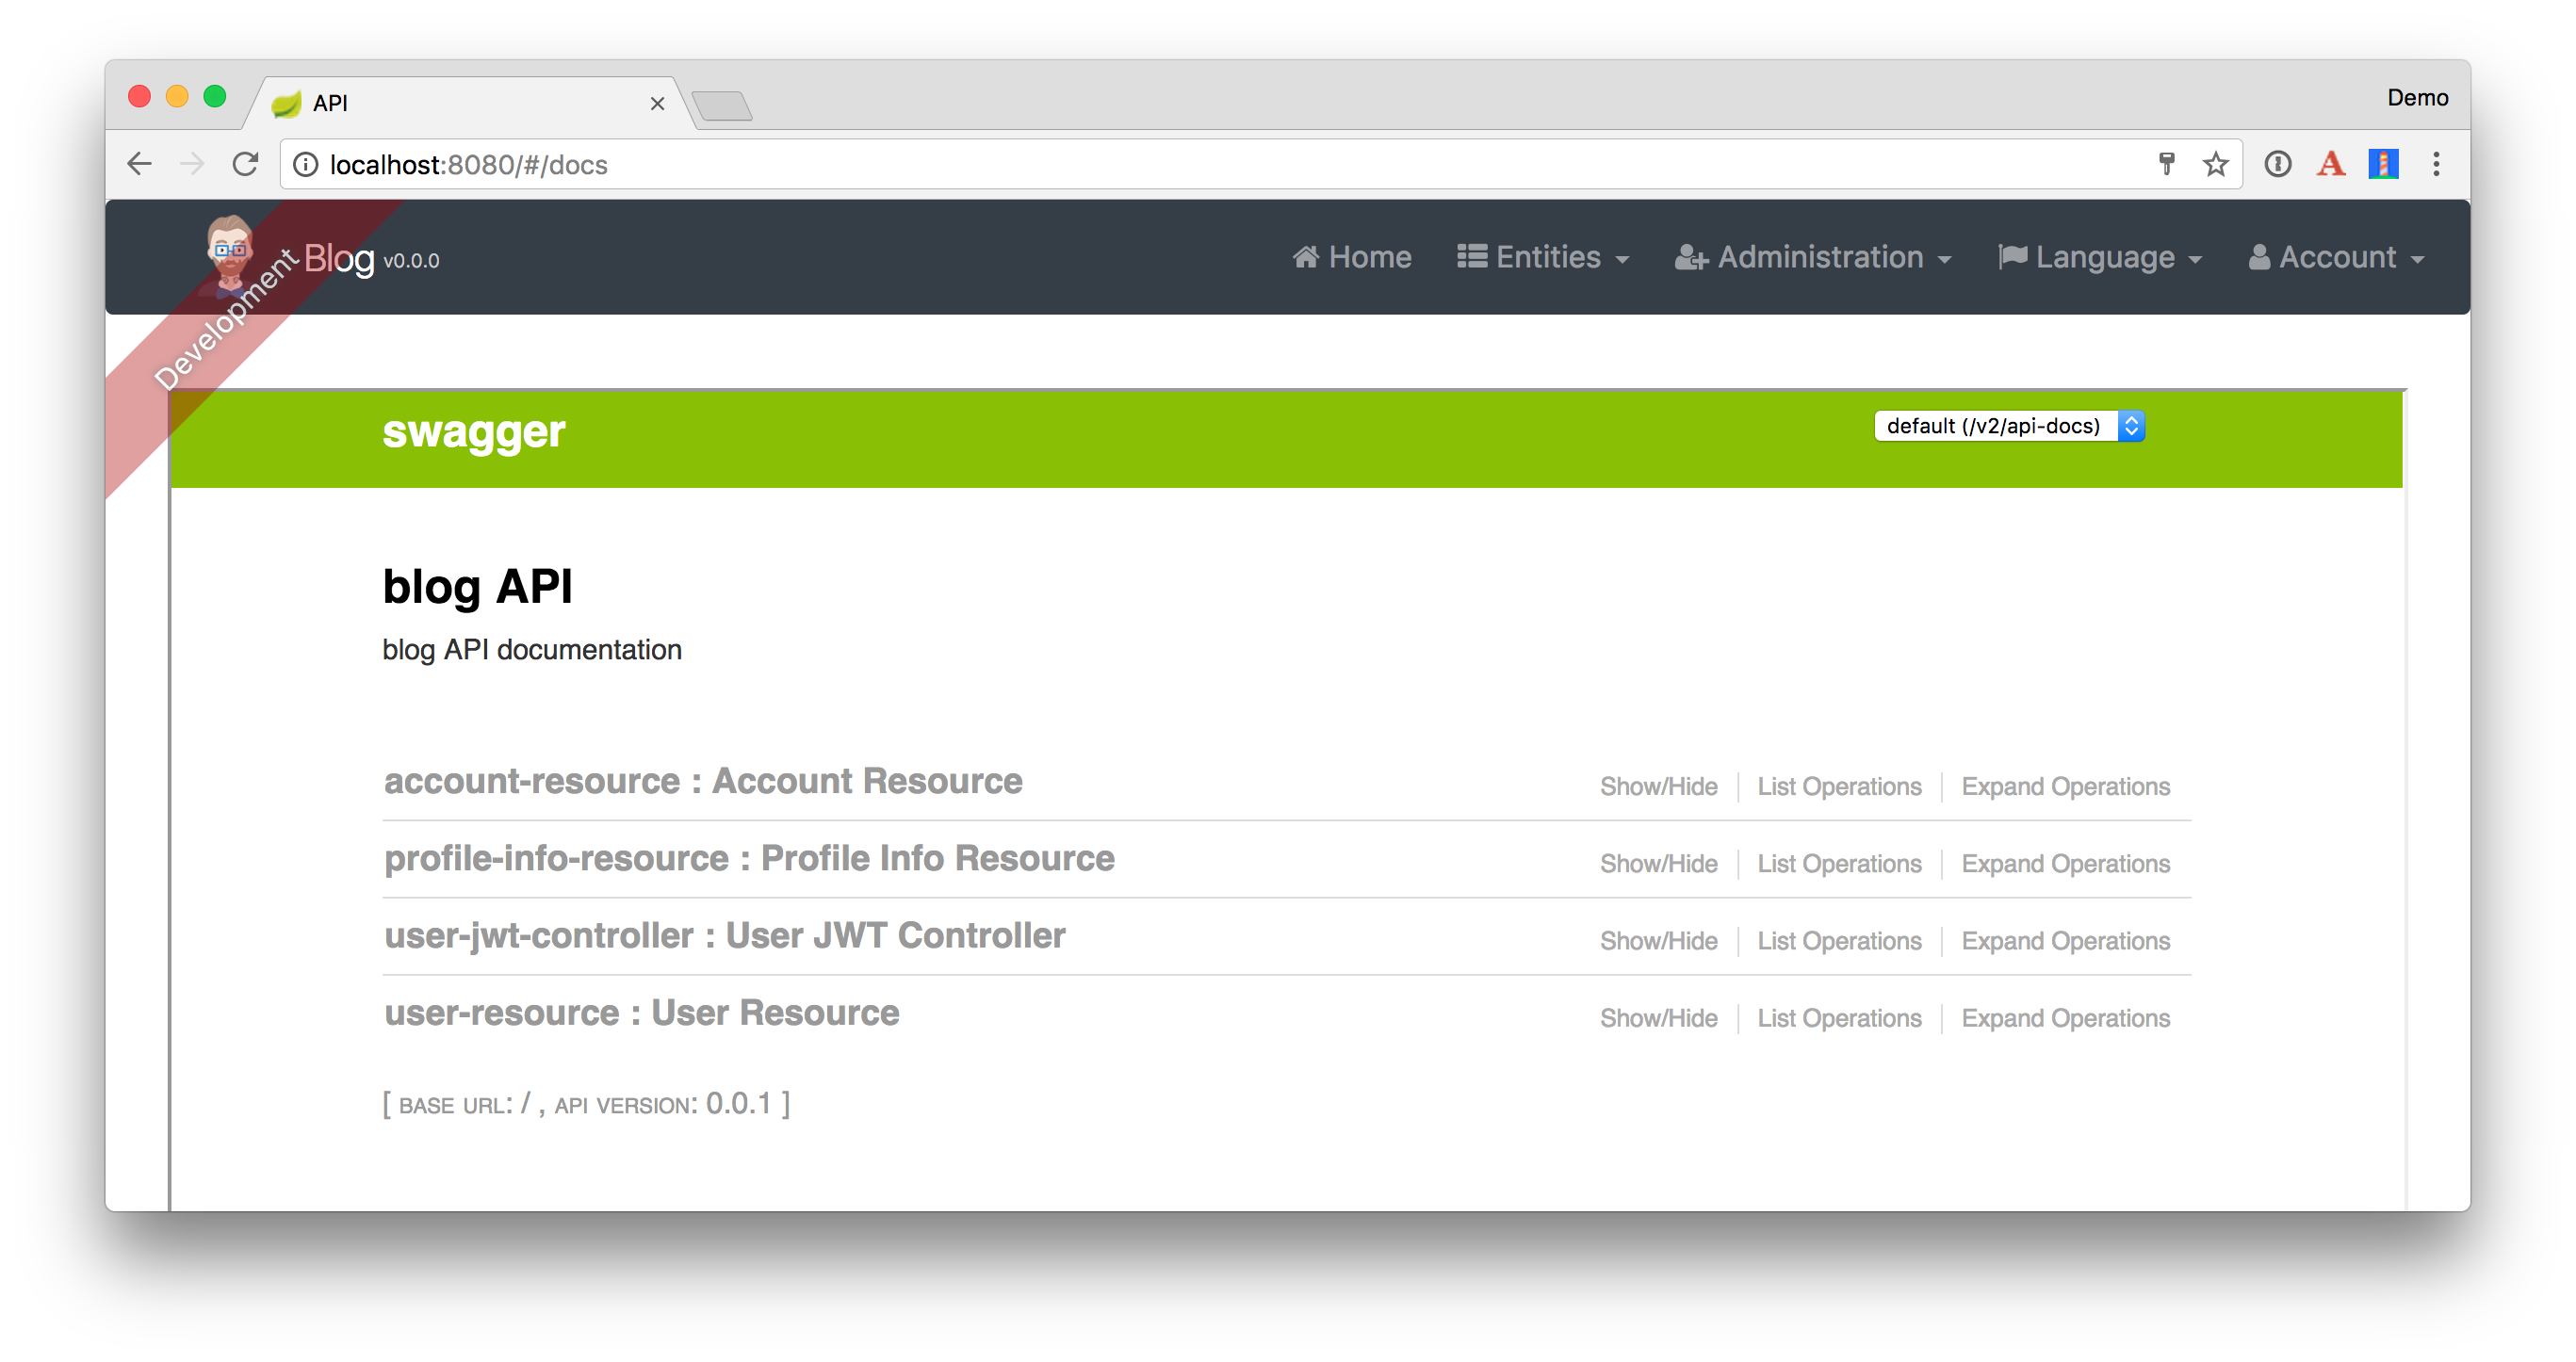 API
Demo
localhost:8080/#/docs
Development
Blog v0.0.0
Home Entities Administration Language Account
swagger
default (/v2/api-docs)
blog API
blog API documentation
account-resource : Account Resource Show/Hide List Operations Expand Operations
profile-info-resource : Profile Info Resource Show/Hide List Operations Expand Operations
user-jwt-controller : User JWT Controller Show/Hide List Operations Expand Operations
user-resource : User Resource Show/Hide List Operations Expand Operations
[ BASE URL: / , API VERSION: 0.0.1 ]